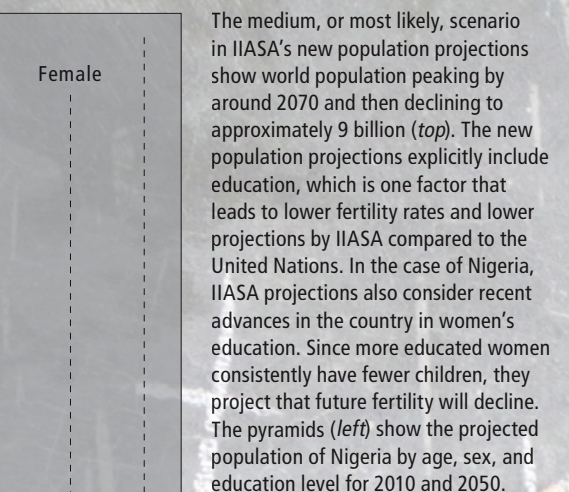 Female
The medium, or most likely, scenario
in IIASA's new population projections
show world population peaking by
around 2070 and then declining to
approximately 9 billion (top). The new
population projections explicitly include
education, which is one factor that
leads to lower fertility rates and lower
projections by IIASA compared to the
United Nations. In the case of Nigeria,
IIASA projections also consider recent
advances in the country in women's
education. Since more educated women
consistently have fewer children, they
project that future fertility will decline.
The pyramids (left) show the projected
population of Nigeria by age, sex, and
education level for 2010 and 2050.